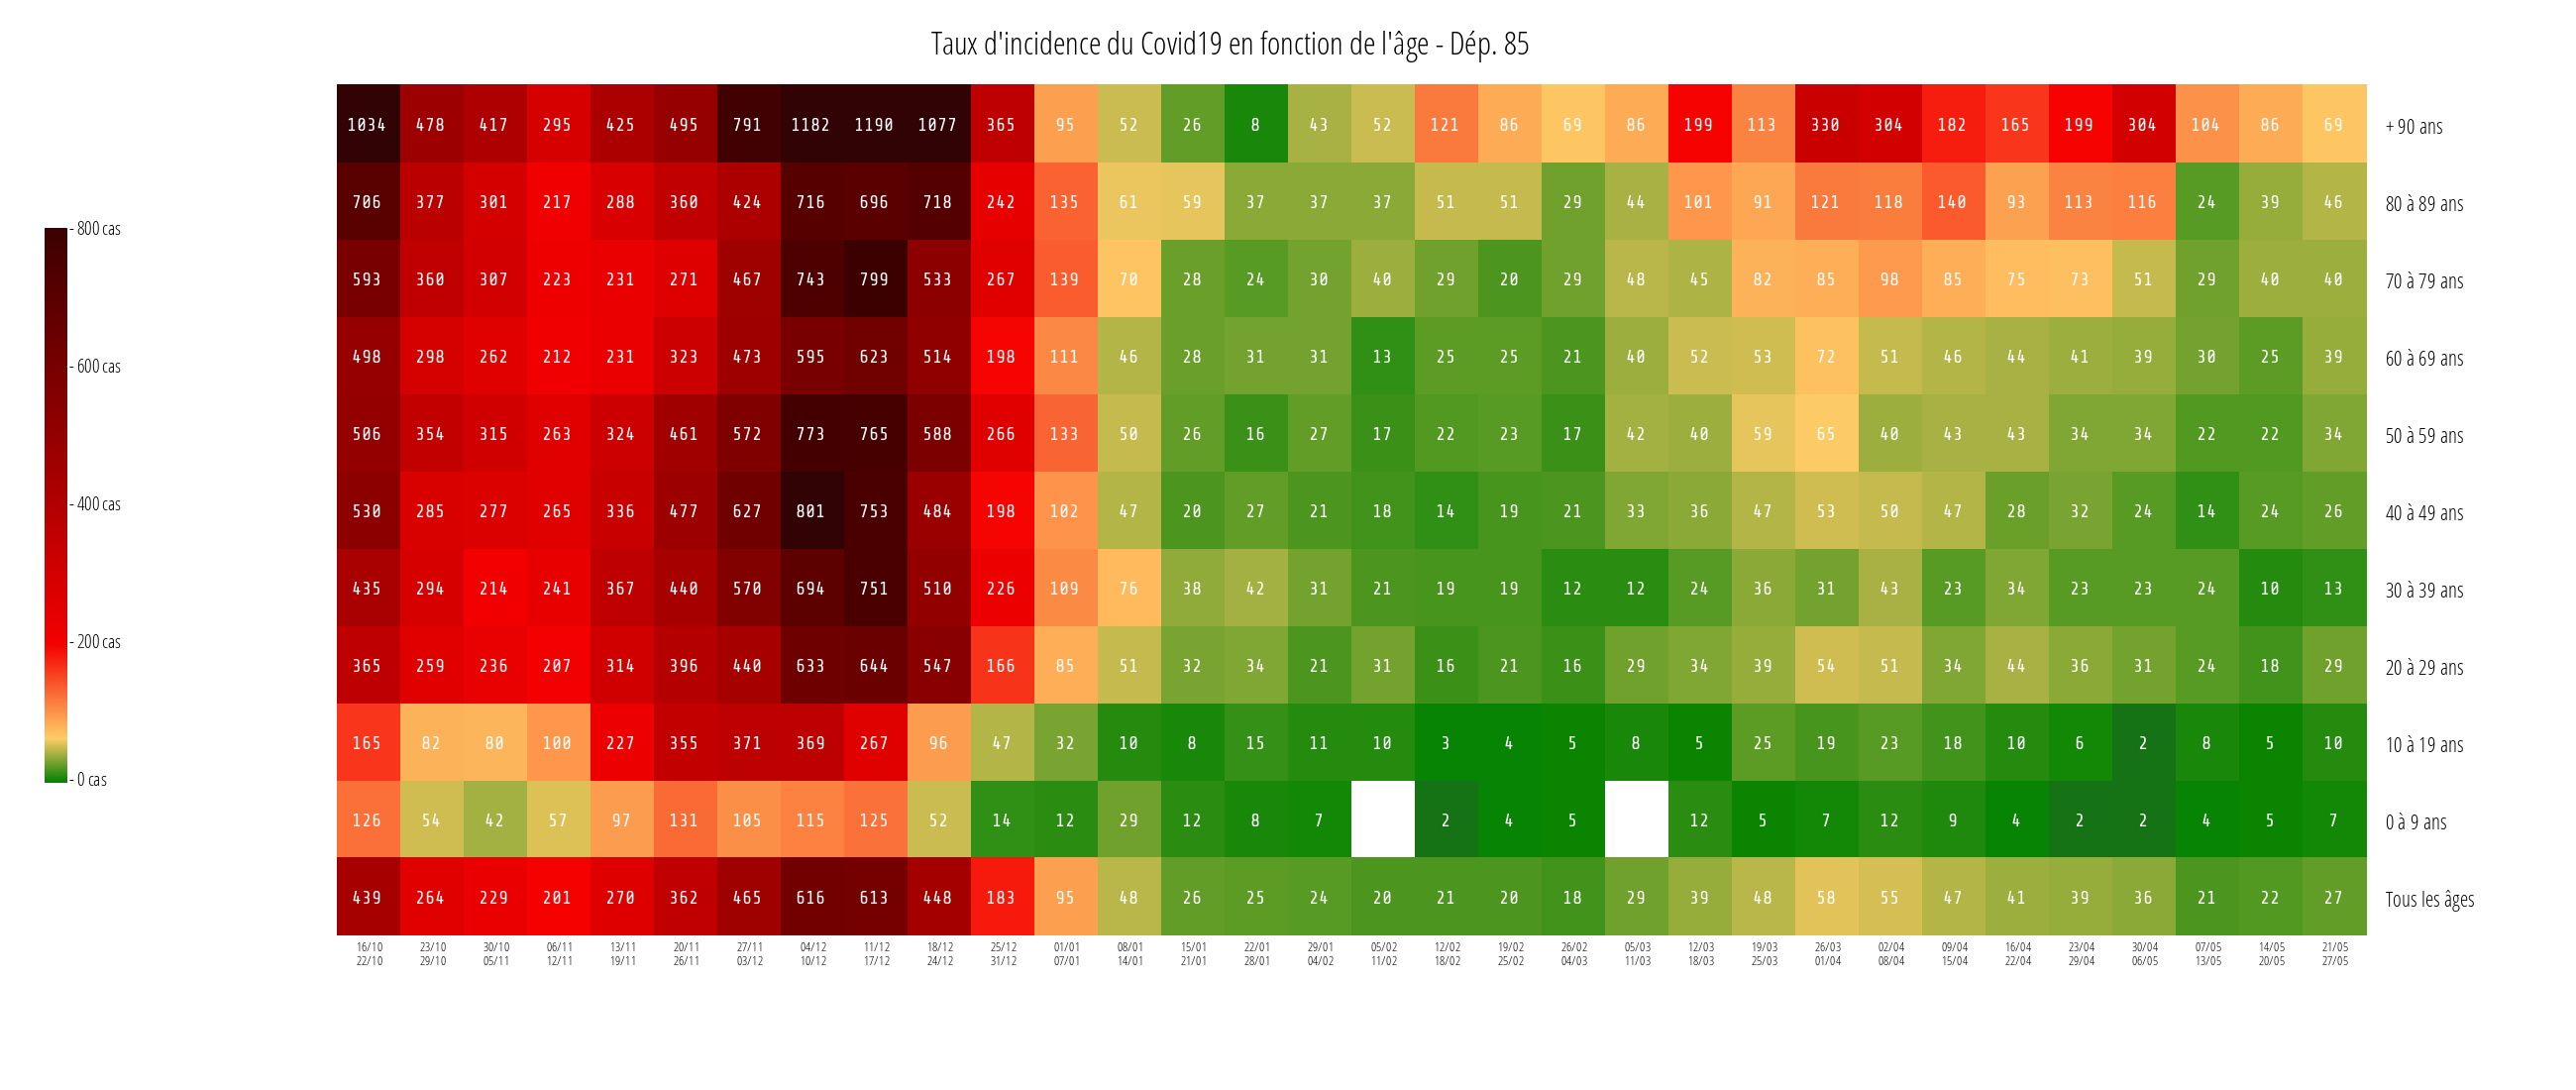 Taux d'incidence du Covid19 en fonction de l'âge - Dép. 85
- 800 cas
- 600 cas
- 400 cas
- 200 cas
- 0 cas
1034 478 417 295 425 495 791 1182 1190 1077 365 95 52 26 8 43 52 121 86 69 86 199 113 330 304 182 165 199 304 104 86 69 + 90 ans
706 377 301 217 288 360 424 716 696 718 242 135 61 59 37 37 37 51 51 29 44 101 91 121 118 140 93 113 116 24 39 46 80 à 89 ans
593 360 307 223 231 271 467 743 799 533 267 139 70 28 24 30 40 29 20 29 48 45 82 85 98 85 75 73 51 29 40 40 70 à 79 ans
498 298 262 212 231 323 473 595 623 514 198 111 46 28 31 31 13 25 25 21 40 52 53 72 51 46 44 41 39 30 25 39 60 à 69 ans
506 354 315 263 324 461 572 773 765 588 266 133 50 26 16 27 17 22 23 17 42 40 59 65 40 43 43 34 34 22 22 34 50 à 59 ans
530 285 277 265 336 477 627 801 753 484 198 102 47 20 27 21 18 14 19 21 33 36 47 53 50 47 28 32 24 14 24 26 40 à 49 ans
435 294 214 241 367 440 570 694 751 510 226 109 76 38 42 31 21 19 19 12 12 24 36 31 43 23 34 23 23 24 10 13 30 à 39 ans
365 259 236 207 314 396 440 633 644 547 166 85 51 32 34 21 31 16 21 16 29 34 39 54 51 34 44 36 31 24 18 29 20 à 29 ans
165 82 80 100 227 355 371 369 267 96 47 32 10 8 15 11 10 3 4 5 8 5 25 19 23 18 10 6 2 8 5 10 10 à 19 ans
126 54 42 57 97 131 105 115 125 52 14 12 29 12 8 7 2 4 5 12 5 7 12 9 4 2 2 4 5 7 0 à 9 ans
439 264 229 201 270 362 465 616 613 448 183 95 48 26 25 24 20 21 20 18 29 39 48 58 55 47 41 39 36 21 22 27 Tous les âges
16/10 23/10 30/10 06/11 13/11 20/11 27/11 04/12 11/12 18/12 25/12 01/01 08/01 15/01 22/01 29/01 05/02 12/02 19/02 26/02 05/03 12/03 19/03 26/03 02/04 09/04 16/04 23/04 30/04 07/05 14/05 21/05
22/10 29/10 05/11 12/11 19/11 26/11 03/12 10/12 17/12 24/12 31/12 07/01 14/01 21/01 28/01 04/02 11/02 18/02 25/02 04/03 11/03 18/03 25/03 01/04 08/04 15/04 22/04 29/04 06/05 13/05 20/05 27/05